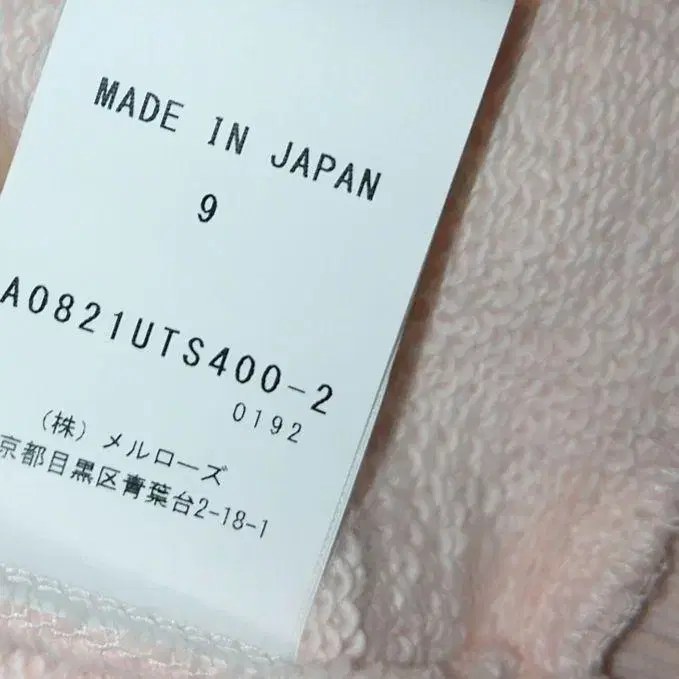 MADE IN JAPAN
9
A0821UTS400-2
0192
(株) メルローズ
京都目黒区青葉台2-18-1